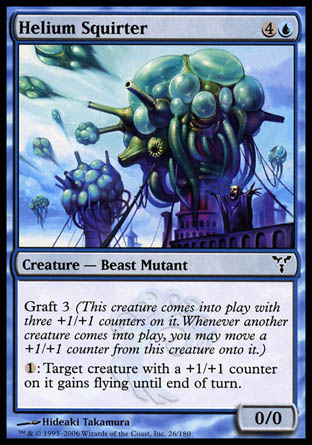 Helium Squirter 4
Creature — Beast Mutant
Graft 3 (This creature comes into play with
three +1/+1 counters on it. Whenever another
creature comes into play, you may move a
+1/+1 counter from this creature onto it.)
1: Target creature with a +1/+1 counter
on it gains flying until end of turn.
Hideaki Takamura
™ & © 1993–2006 Wizards of the Coast, Inc. 26/180
0/0